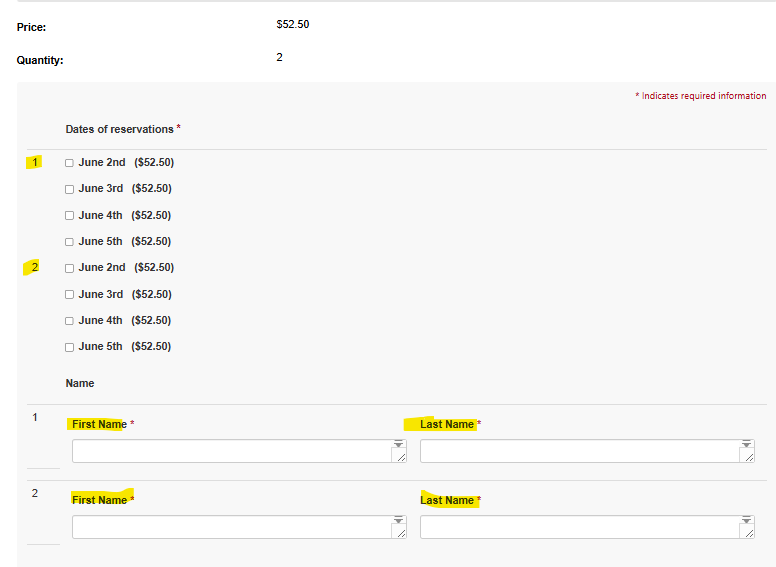 Price: $52.50
Quantity: 2
* Indicates required information
Dates of reservations *
1 June 2nd ($52.50)
June 3rd ($52.50)
June 4th ($52.50)
June 5th ($52.50)
2 June 2nd ($52.50)
June 3rd ($52.50)
June 4th ($52.50)
June 5th ($52.50)
Name
1 First Name * Last Name *
2 First Name * Last Name *